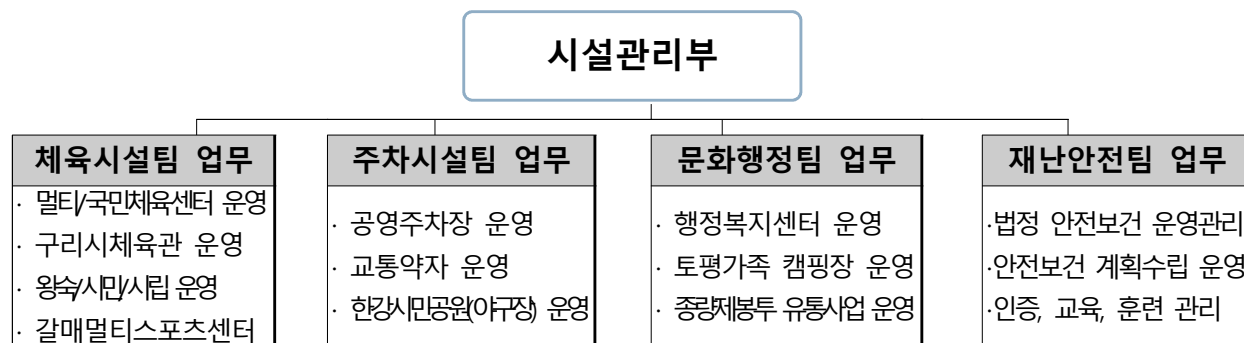 시설관리부
체육시설팀 업무
· 멀티/국민체육센터 운영
· 구리시체육관 운영
· 왕숙/시민/시립 운영
· 갈매멀티스포츠센터
주차시설팀 업무
· 공영주차장 운영
· 교통약자 운영
· 한강시민공원(야구장) 운영
문화행정팀 업무
· 행정복지센터 운영
· 토평가족 캠핑장 운영
· 종량제봉투 유통사업 운영
재난안전팀 업무
·법정 안전보건 운영관리
·안전보건 계획수립 운영
·인증, 교육, 훈련 관리